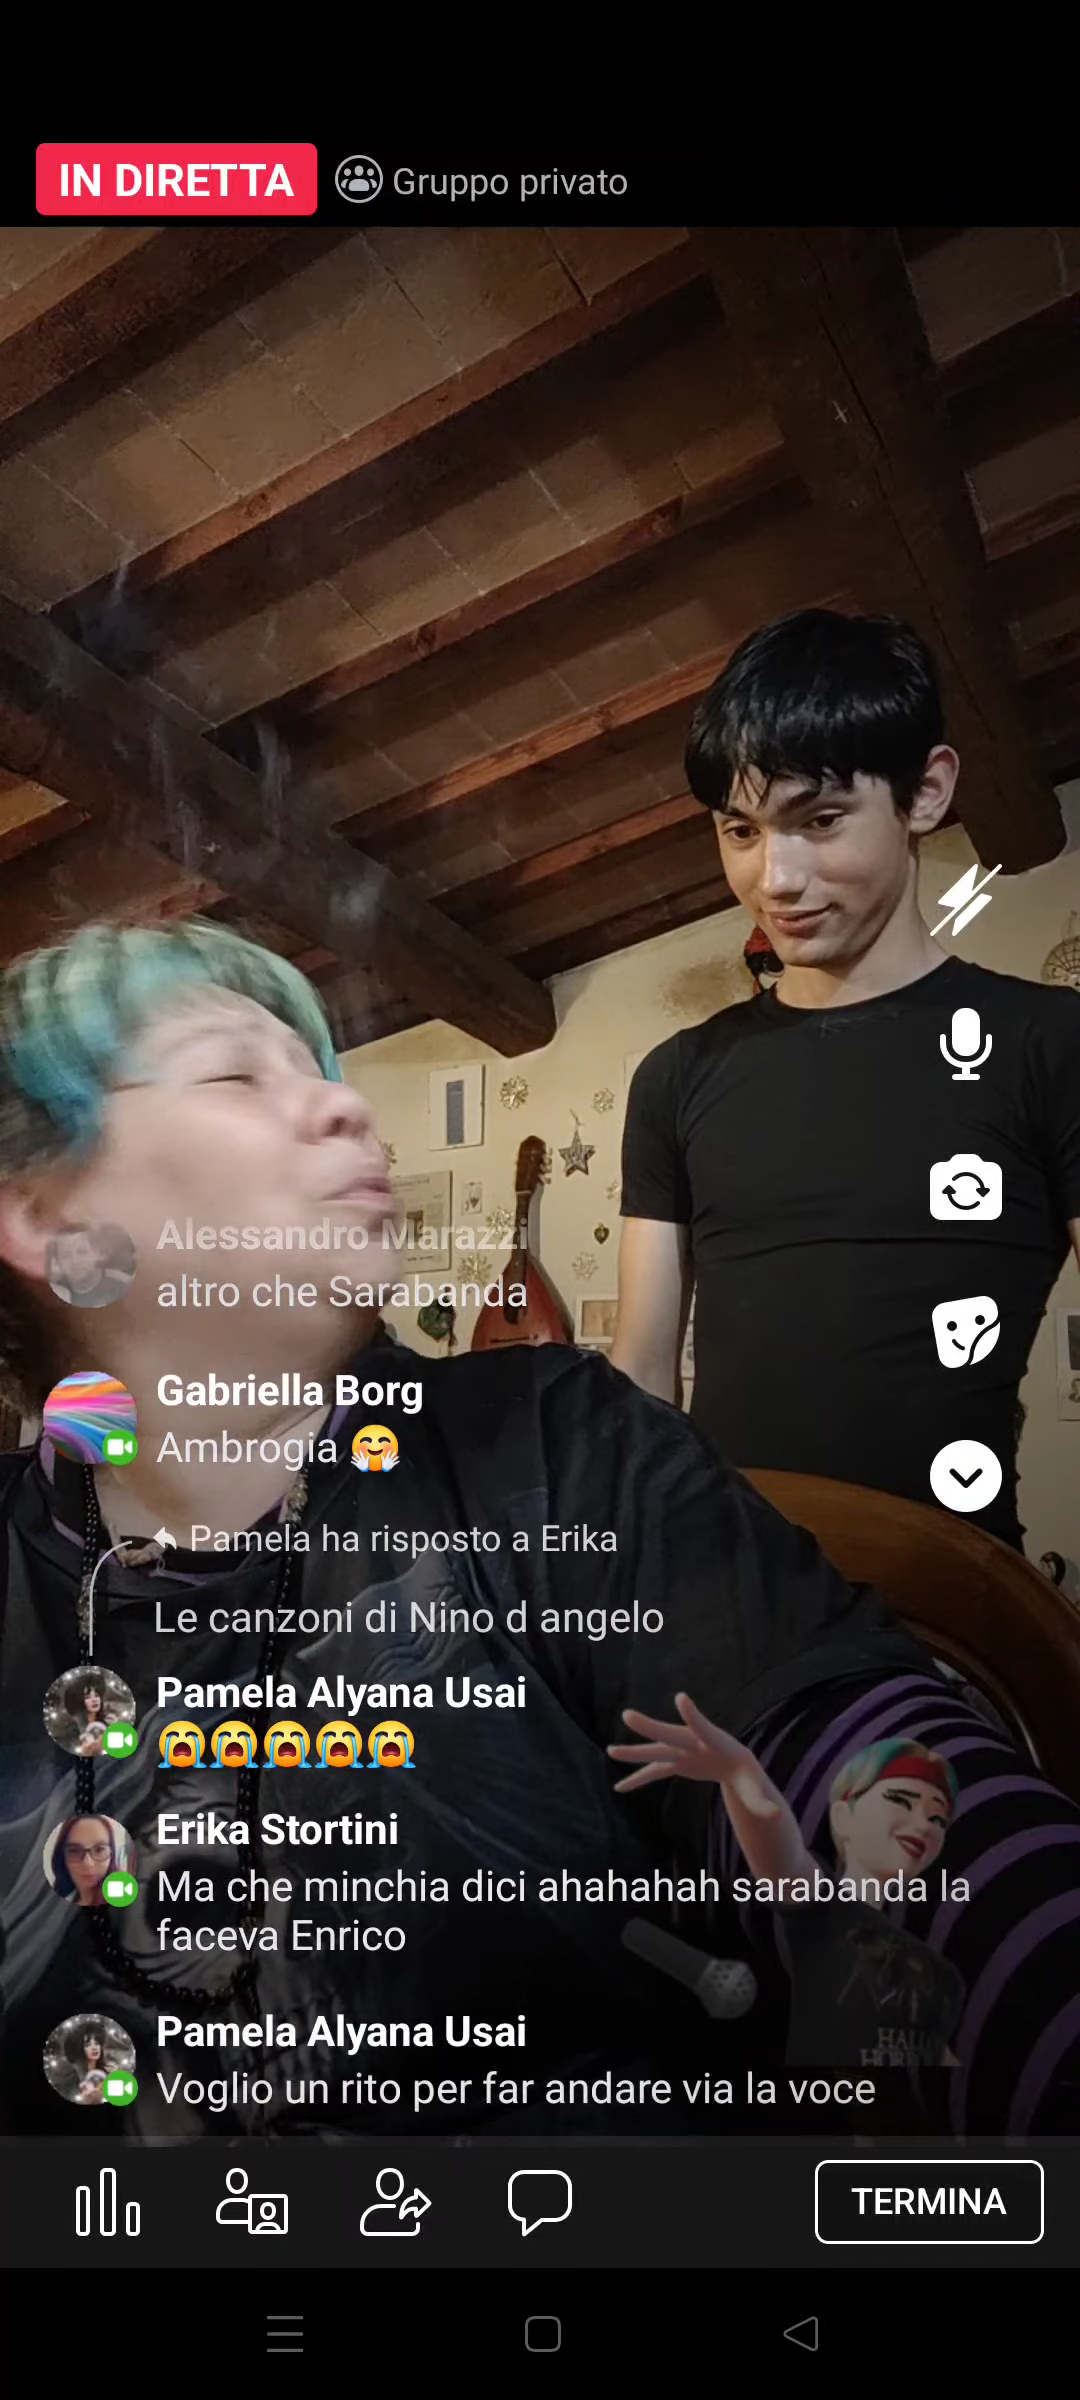 IN DIRETTA
Gruppo privato
Alessandro Marazzi
altro che Sarabanda
Gabriella Borg
Ambrogia 🤗
Pamela ha risposto a Erika
Le canzoni di Nino d angelo
Pamela Alyana Usai
😭😭😭😭😭
Erika Stortini
Ma che minchia dici ahahahah sarabanda la
faceva Enrico
Pamela Alyana Usai
Voglio un rito per far andare via la voce
TERMINA